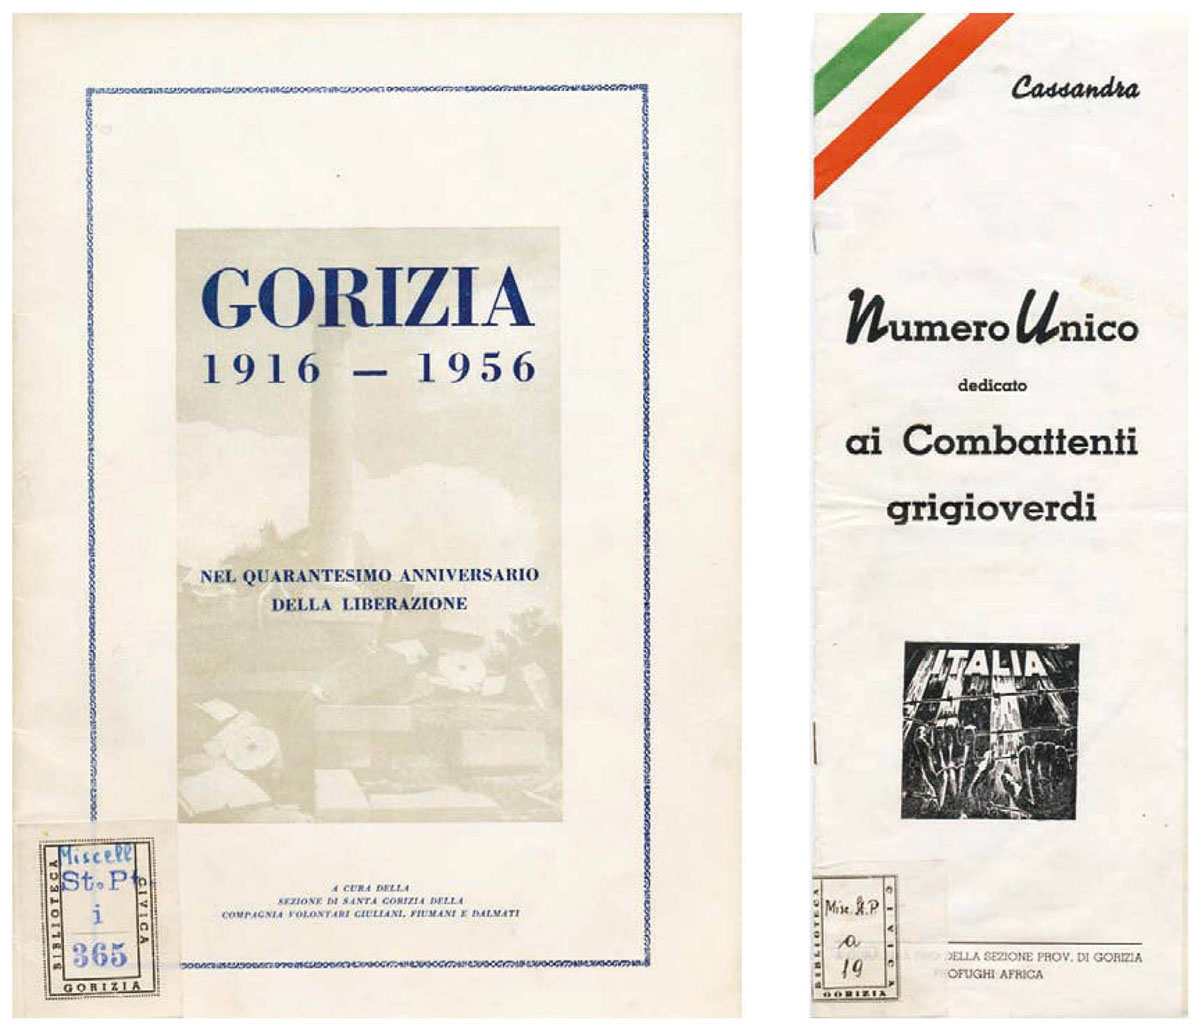 GORIZIA
1916 — 1956
NEL QUARANTESIMO ANNIVERSARIO
DELLA LIBERAZIONE
A CURA DELLA
SEZIONE DI SANTA GORIZIA DELLA
COMPAGNIA VOLONTARI GIULIANI, FIUMANI E DALMATI
Miscell
St. Pt.
i
365
BIBLIOTECA
CIVICA
GORIZIA
Cassandra
Numero Unico
dedicato
ai Combattenti
grigioverdi
ITALIA
Misc. St. P.
a
19
BIBLIOTECA
CIVICA
GORIZIA
DELLA SEZIONE PROV. DI GORIZIA
PROFUGHI AFRICA